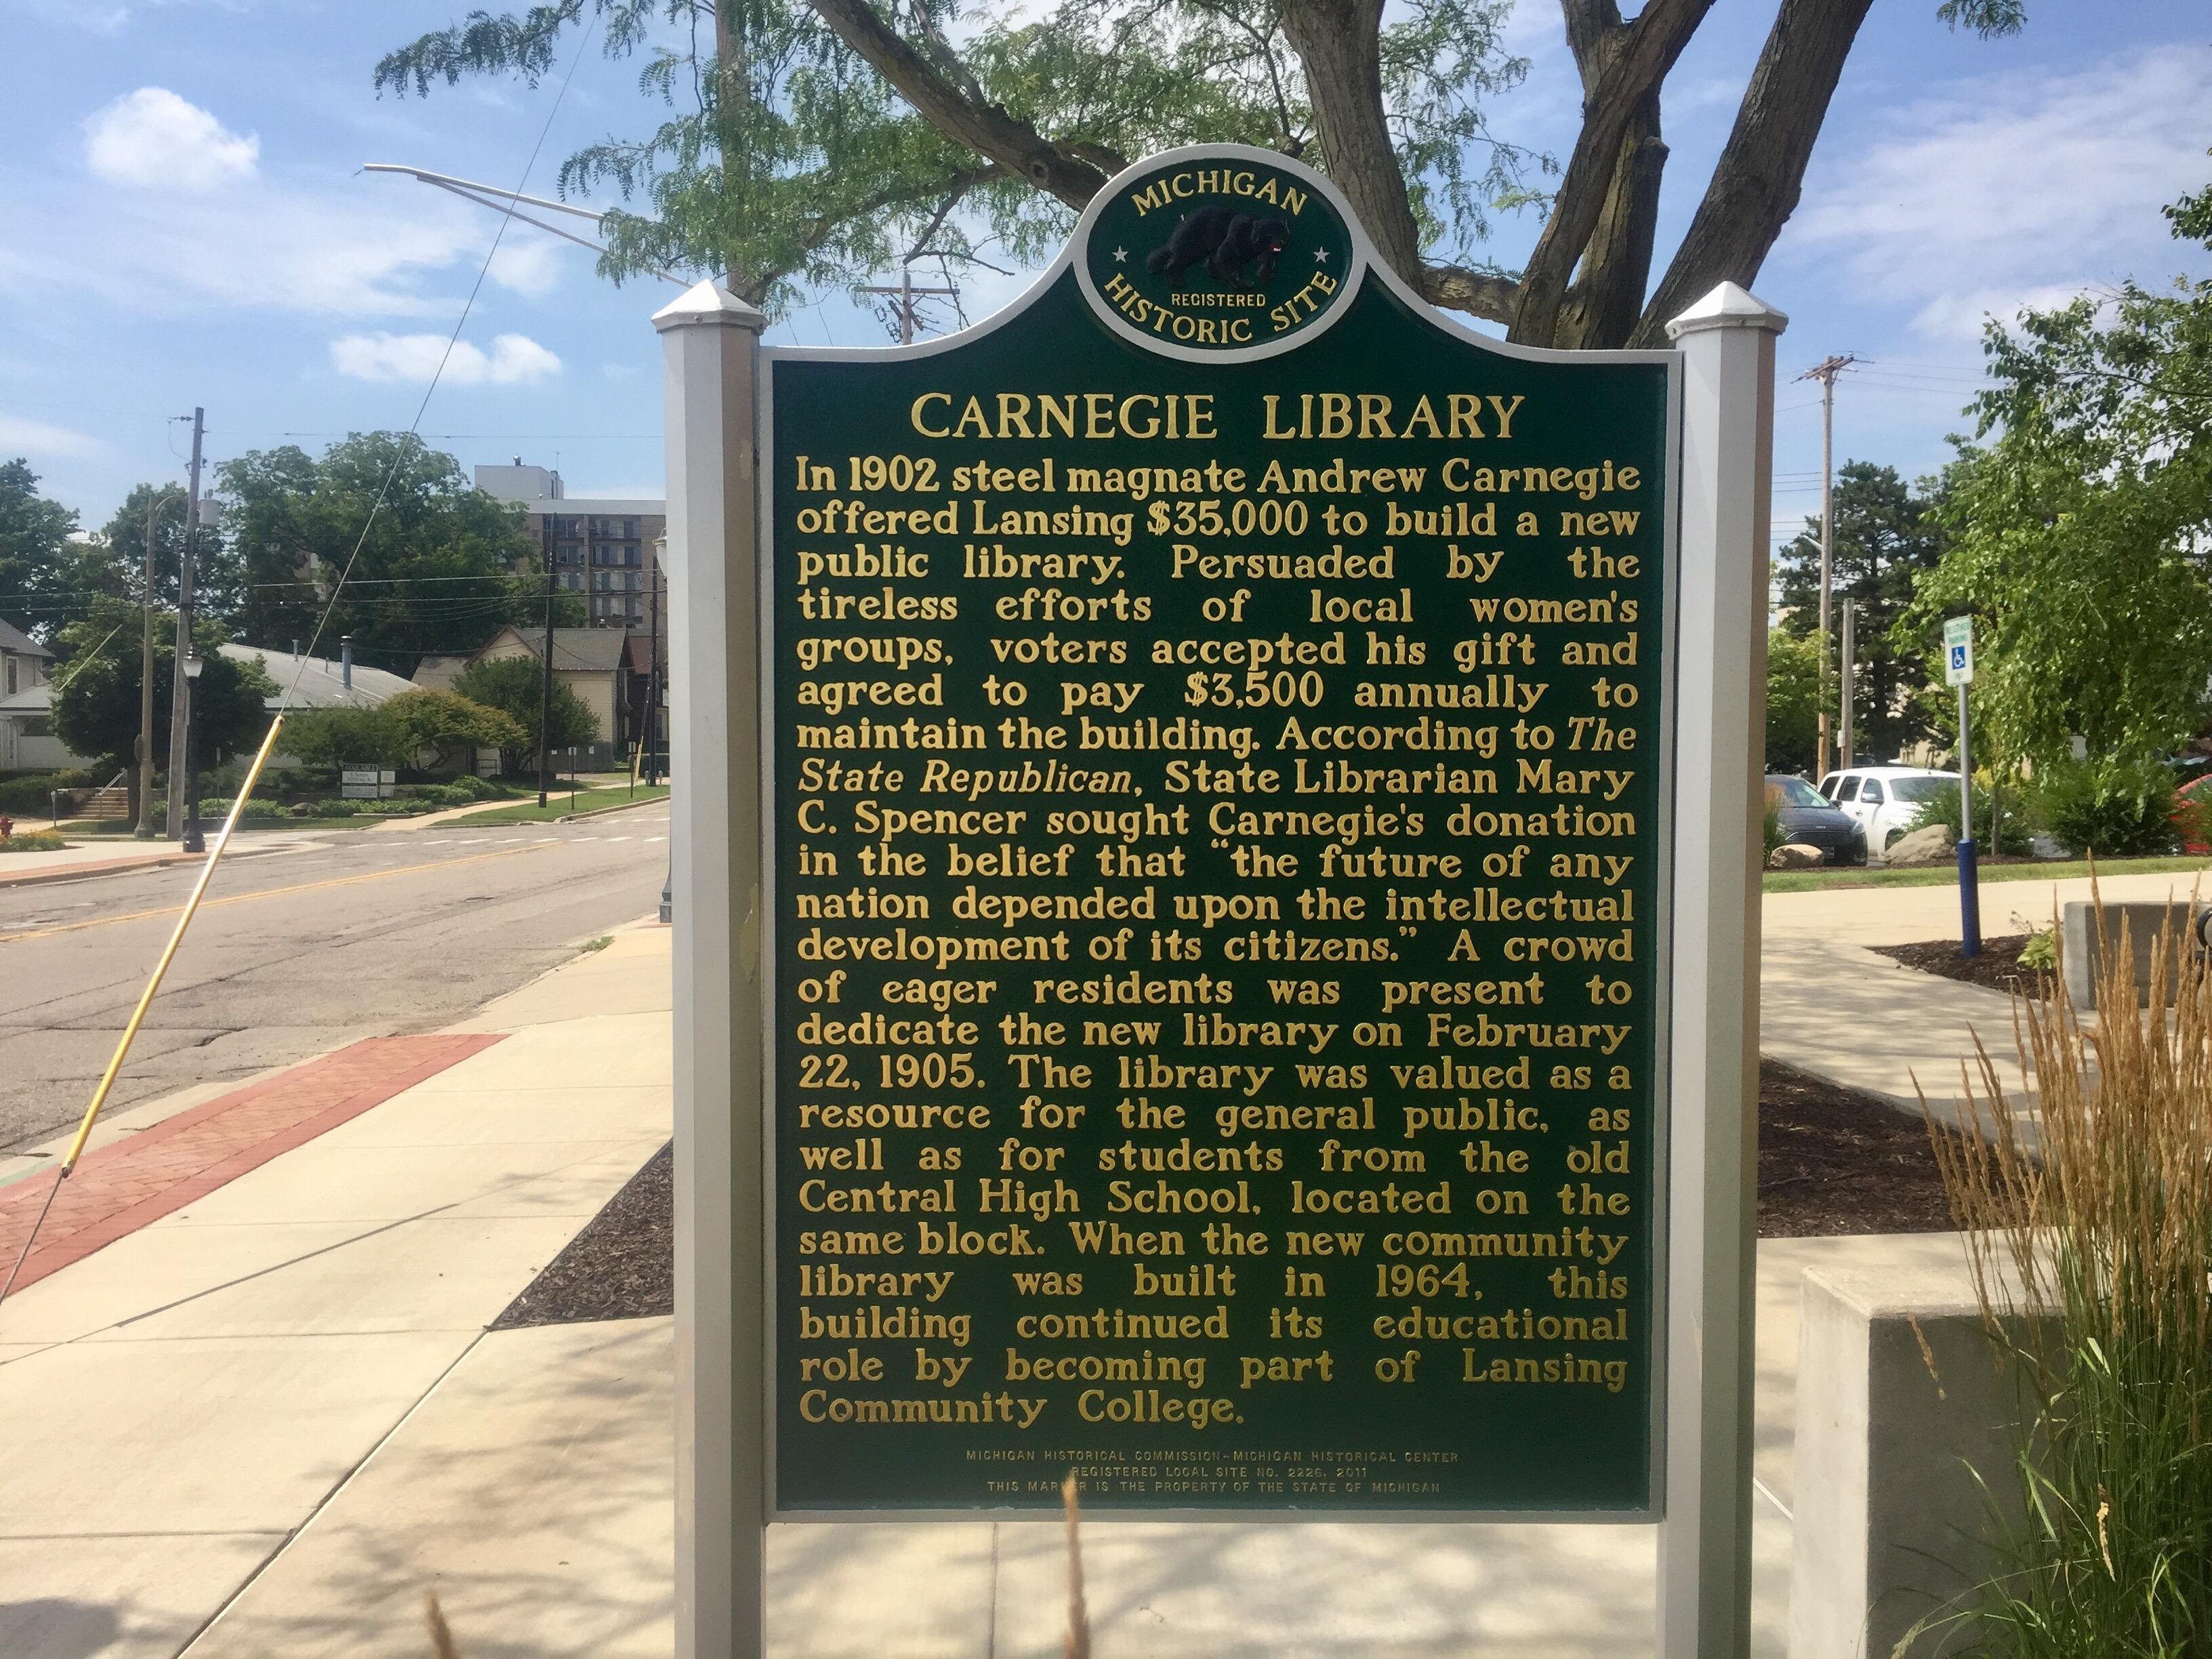 MICHIGAN
REGISTERED
HISTORIC SITE
CARNEGIE LIBRARY
In 1902 steel magnate Andrew Carnegie
offered Lansing $35,000 to build a new
public library. Persuaded by the
tireless efforts of local women's
groups, voters accepted his gift and
agreed to pay $3,500 annually to
maintain the building. According to The
State Republican, State Librarian Mary
C. Spencer sought Carnegie's donation
in the belief that “the future of any
nation depended upon the intellectual
development of its citizens.” A crowd
of eager residents was present to
dedicate the new library on February
22, 1905. The library was valued as a
resource for the general public, as
well as for students from the old
Central High School, located on the
same block. When the new community
library was built in 1964, this
building continued its educational
role by becoming part of Lansing
Community College.
MICHIGAN HISTORICAL COMMISSION–MICHIGAN HISTORICAL CENTER
REGISTERED LOCAL SITE NO. 2226, 2011
THIS MARKER IS THE PROPERTY OF THE STATE OF MICHIGAN
RESERVED
PARKING